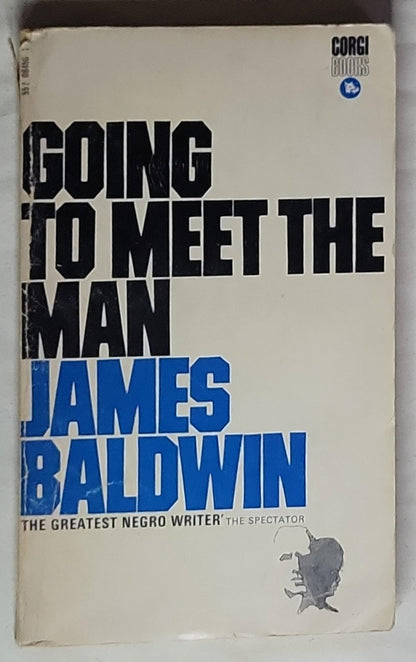 CORGI
BOOKS
GOING
TO MEET THE
MAN
JAMES
BALDWIN
THE GREATEST NEGRO WRITER' THE SPECTATOR